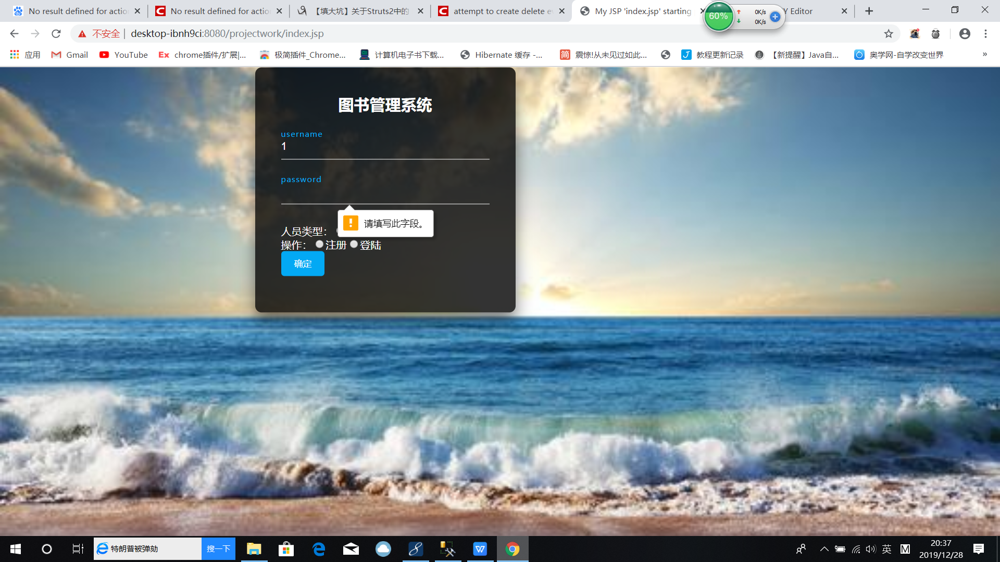 No result defined for actio
No result defined for actio
【填大坑】关于Struts2中的
attempt to create delete e
My JSP 'index.jsp' starting
Y Editor
60%
0K/s
0K/s
不安全
desktop-ibnh9ci:8080/projectwork/index.jsp
应用
Gmail
YouTube
Ex chrome插件/扩展|...
极简插件_Chrome...
计算机电子书下载...
Hibernate 缓存 -...
简 震惊!从未见过如此...
教程更新记录
【新提醒】Java自...
奥学网-自学改变世界
»
图书管理系统
username
1
password
请填写此字段。
人员类型：
操作： 注册 登陆
确定
特朗普被弹劾
搜一下
英
M
20:37
2019/12/28